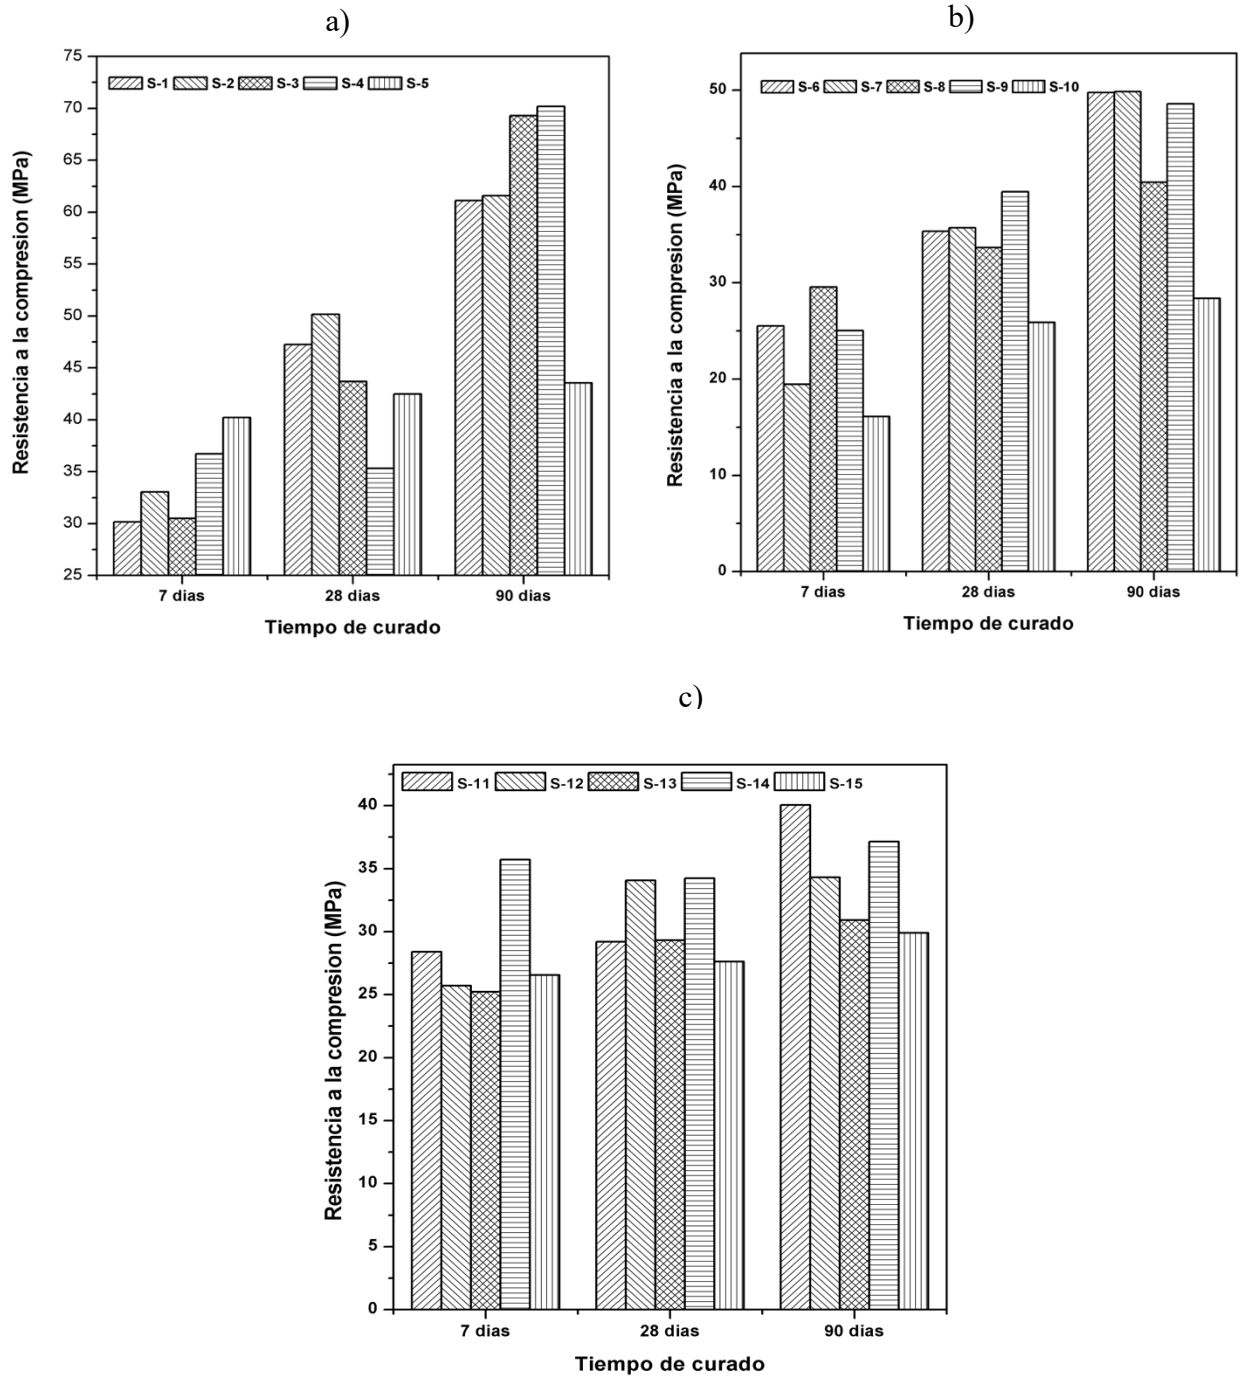 a)
75
70
65
60
55
50
45
40
35
30
25
S-1 S-2 S-3 S-4 S-5
Resistencia a la compresion (MPa)
7 dias 28 dias 90 dias
Tiempo de curado
b)
50
40
30
20
10
0
S-6 S-7 S-8 S-9 S-10
Resistencia a la compresion (MPa)
7 dias 28 dias 90 dias
Tiempo de curado
c)
40
35
30
25
20
15
10
5
0
S-11 S-12 S-13 S-14 S-15
Resistencia a la compresion (MPa)
7 dias 28 dias 90 dias
Tiempo de curado